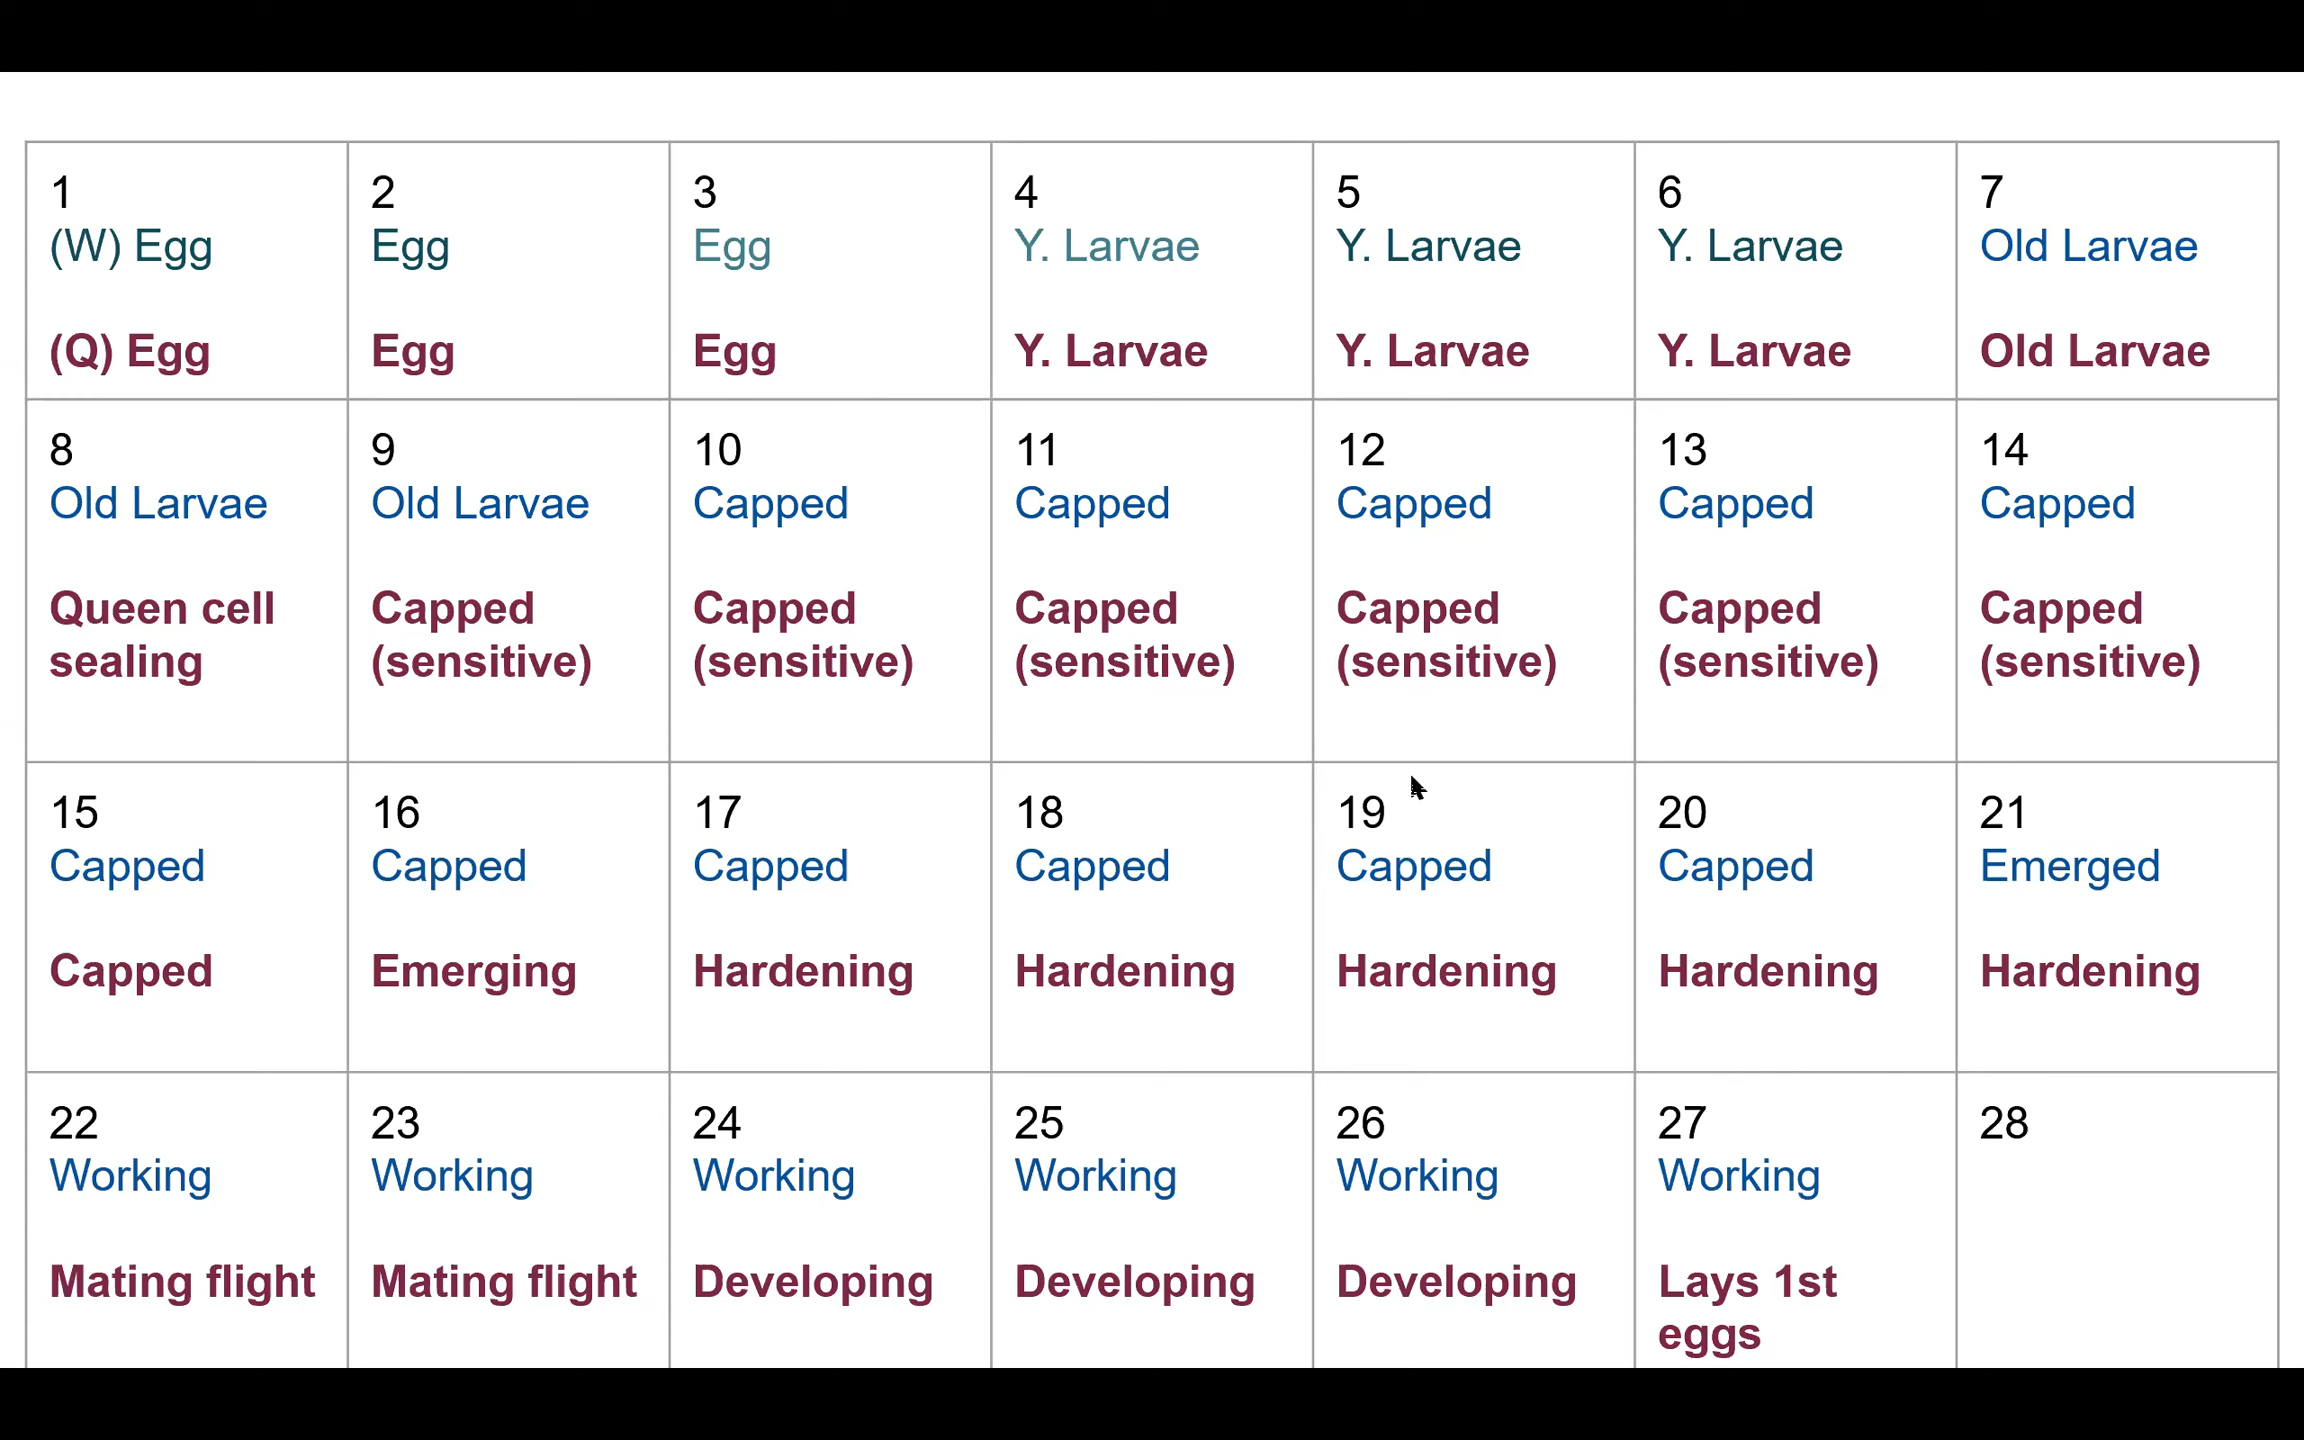 1
(W) Egg
(Q) Egg
2
Egg
Egg
3
Egg
Egg
4
Y. Larvae
Y. Larvae
5
Y. Larvae
Y. Larvae
6
Y. Larvae
Y. Larvae
7
Old Larvae
Old Larvae
8
Old Larvae
Queen cell
sealing
9
Old Larvae
Capped
(sensitive)
10
Capped
Capped
(sensitive)
11
Capped
Capped
(sensitive)
12
Capped
Capped
(sensitive)
13
Capped
Capped
(sensitive)
14
Capped
Capped
(sensitive)
15
Capped
Capped
16
Capped
Emerging
17
Capped
Hardening
18
Capped
Hardening
19
Capped
Hardening
20
Capped
Hardening
21
Emerged
Hardening
22
Working
Mating flight
23
Working
Mating flight
24
Working
Developing
25
Working
Developing
26
Working
Developing
27
Working
Lays 1st
eggs
28